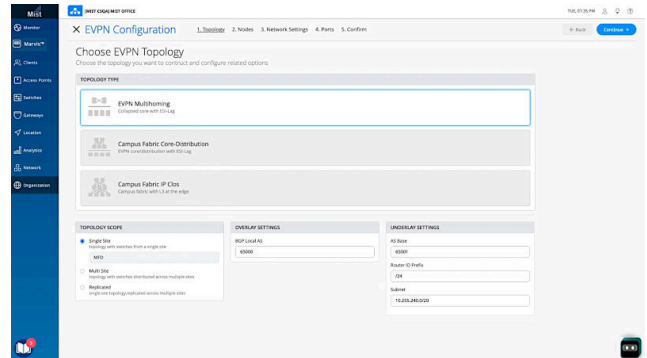 Mist
[MIST CSQA] MIST OFFICE
TUE, 01:35 PM
Monitor
Marvis™
Clients
Access Points
Switches
Gateways
Location
Analytics
Network
Organization
EVPN Configuration
1. Topology 2. Nodes 3. Network Settings 4. Ports 5. Confirm
Back
Continue
Choose EVPN Topology
Choose the topology you want to contruct and configure related options
TOPOLOGY TYPE
EVPN Multihoming
Collapsed core with ESI-Lag
Campus Fabric Core-Distribution
EVPN core/distribution with ESI-Lag
Campus Fabric IP Clos
Campus fabric with L3 at the edge
TOPOLOGY SCOPE
Single Site
topology with switches from a single site
NFD
Multi Site
topology with switches distributed across multiple sites
Replicated
single site topology replicated across multiple sites
OVERLAY SETTINGS
BGP Local AS
65000
UNDERLAY SETTINGS
AS Base
65001
Router ID Prefix
/24
Subnet
10.255.240.0/20